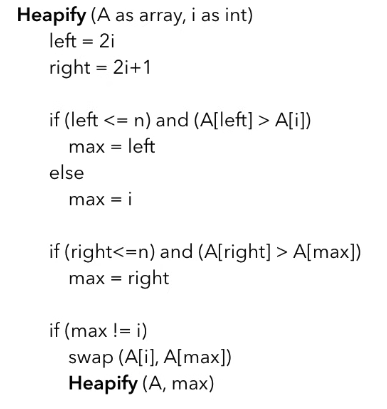 Heapify (A as array, i as int)
left = 2i
right = 2i+1
if (left <= n) and (A[left] > A[i])
max = left
else
max = i
if (right<=n) and (A[right] > A[max])
max = right
if (max != i)
swap (A[i], A[max])
Heapify (A, max)